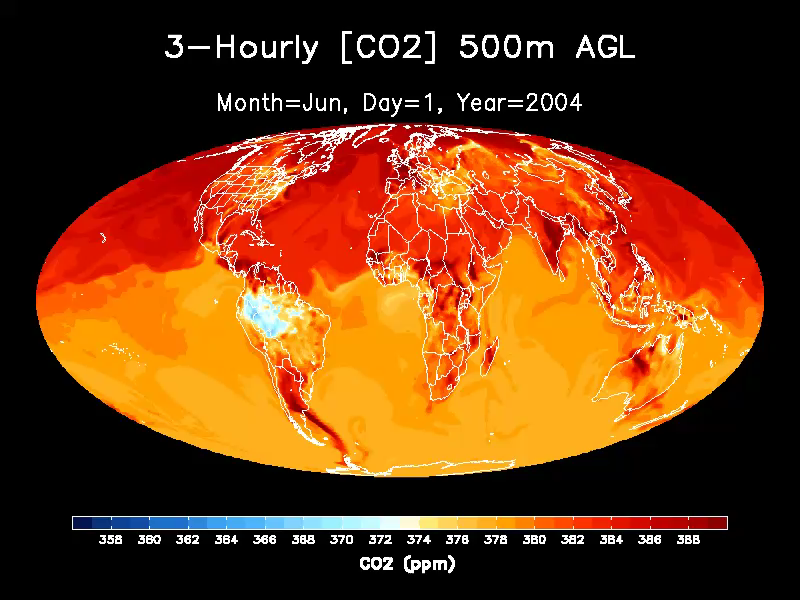 3-Hourly [CO2] 500m AGL
Month=Jun, Day=1, Year=2004
358 360 362 364 366 368 370 372 374 376 378 380 382 384 386 388
CO2 (ppm)